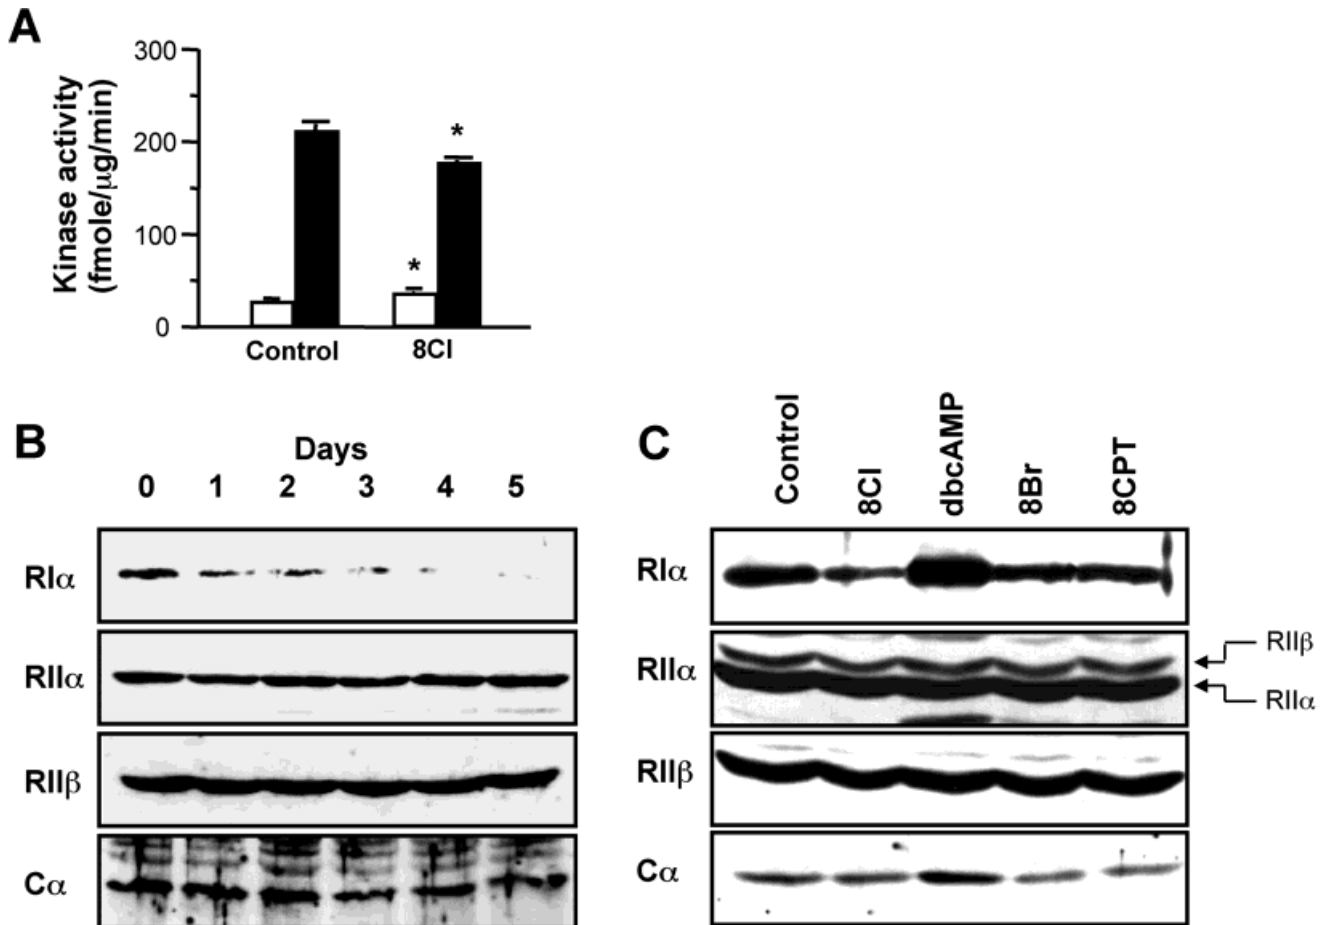 A
Kinase activity
(fmole/μg/min)
300
200
100
0
*
*
Control
8Cl
B
Days
0 1 2 3 4 5
RIα
RIIα
RIIβ
Cα
C
Control
8Cl
dbcAMP
8Br
8CPT
RIα
RIIα
RIIβ
Cα
RIIβ
RIIα